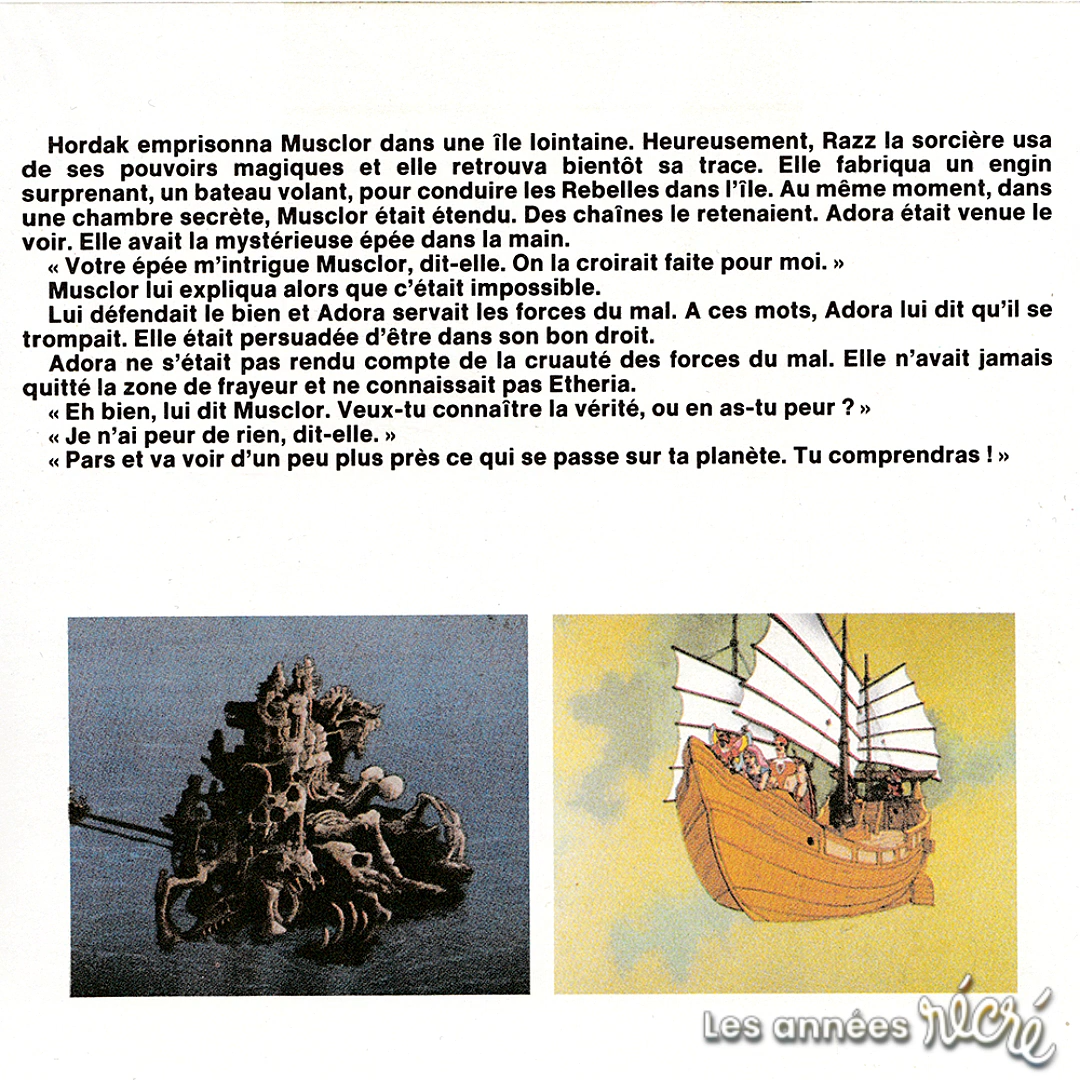 Hordak emprisonna Musclor dans une île lointaine. Heureusement, Razz la sorcière usa
de ses pouvoirs magiques et elle retrouva bientôt sa trace. Elle fabriqua un engin
surprenant, un bateau volant, pour conduire les Rebelles dans l'île. Au même moment, dans
une chambre secrète, Musclor était étendu. Des chaînes le retenaient. Adora était venue le
voir. Elle avait la mystérieuse épée dans la main.
« Votre épée m'intrigue Musclor, dit-elle. On la croirait faite pour moi. »
Musclor lui expliqua alors que c'était impossible.
Lui défendait le bien et Adora servait les forces du mal. A ces mots, Adora lui dit qu'il se
trompait. Elle était persuadée d'être dans son bon droit.
Adora ne s'était pas rendu compte de la cruauté des forces du mal. Elle n'avait jamais
quitté la zone de frayeur et ne connaissait pas Etheria.
« Eh bien, lui dit Musclor. Veux-tu connaître la vérité, ou en as-tu peur ? »
« Je n'ai peur de rien, dit-elle. »
« Pars et va voir d'un peu plus près ce qui se passe sur ta planète. Tu comprendras ! »
Les années récré